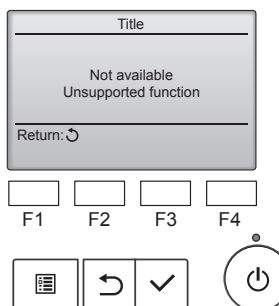 Title
Not available
Unsupported function
Return:
F1 F2 F3 F4